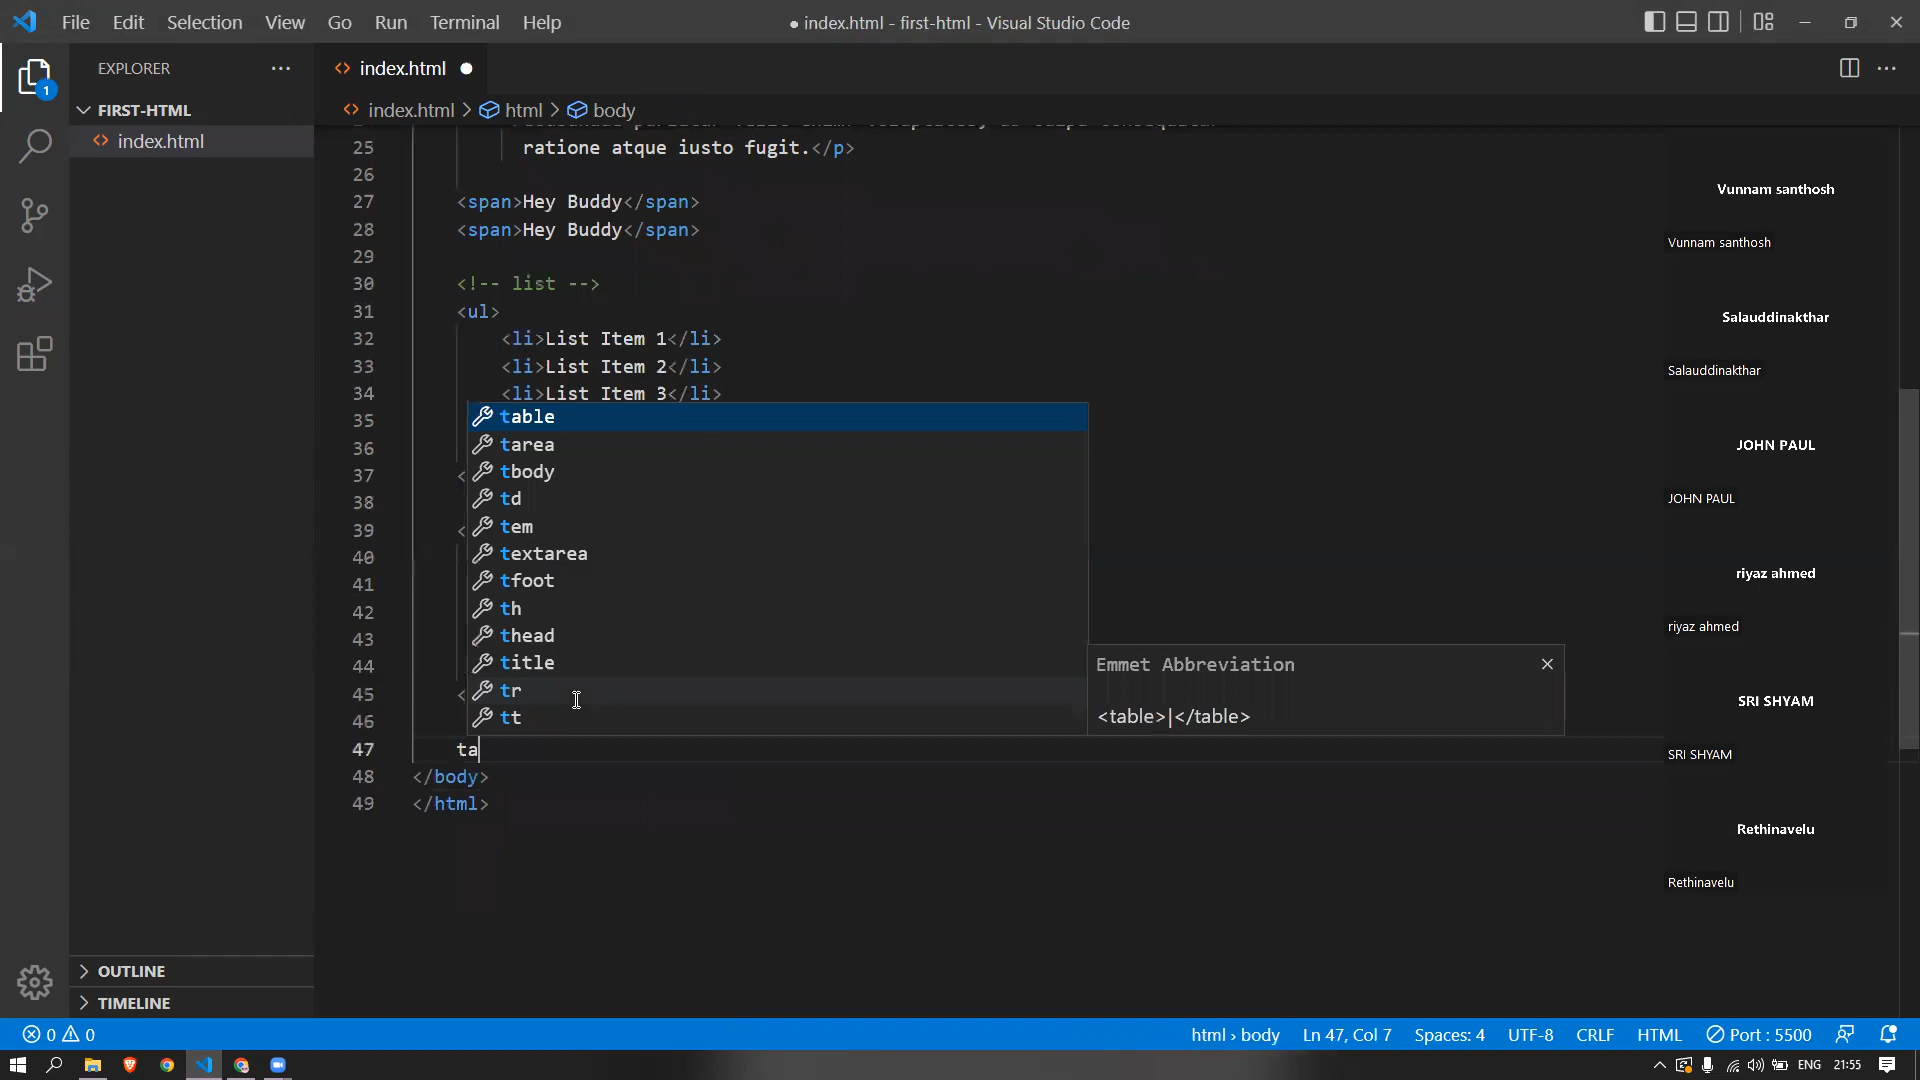 File Edit Selection View Go Run Terminal Help
● index.html - first-html - Visual Studio Code
EXPLORER
index.html
1
FIRST-HTML
index.html > html > body
index.html
25 ratione atque iusto fugit.</p>
26
27 <span>Hey Buddy</span>
28 <span>Hey Buddy</span>
29
30 <!-- list -->
31 <ul>
32 <li>List Item 1</li>
33 <li>List Item 2</li>
34 <li>List Item 3</li>
35
36
37 <
38
39 <
40
41
42
43
44
45 <
46
47 ta
48 </body>
49 </html>
table
tarea
tbody
td
tem
textarea
tfoot
th
thead
title
tr
tt
Emmet Abbreviation
<table>|</table>
Vunnam santhosh
Vunnam santhosh
Salauddinakthar
Salauddinakthar
JOHN PAUL
JOHN PAUL
riyaz ahmed
riyaz ahmed
SRI SHYAM
SRI SHYAM
Rethinavelu
Rethinavelu
OUTLINE
TIMELINE
0 0
html › body Ln 47, Col 7 Spaces: 4 UTF-8 CRLF HTML Port : 5500
ENG 21:55